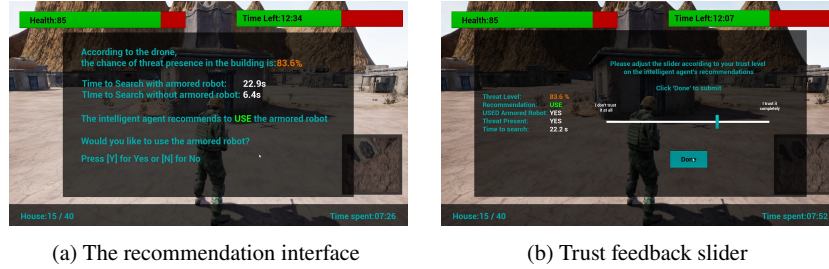 Health:85
Time Left:12:34
According to the drone,
the chance of threat presence in the building is:83.6%
Time to Search with armored robot: 22.9s
Time to Search without armored robot: 6.4s
The intelligent agent recommends to USE the armored robot
Would you like to use the armored robot?
Press [Y] for Yes or [N] for No
House:15 / 40
Time spent:07:26
(a) The recommendation interface
Health:85
Time Left:12:07
Please adjust the slider according to your trust level
on the intelligent agent's recommendations
Click 'Done' to submit
Threat Level: 83.6 %
Recommendation: USE
USED Armored Robot: YES
Threat Present: YES
Time to search: 22.2 s
I don't trust
it at all
I trust it
completely
Done
House:15 / 40
Time spent:07:52
(b) Trust feedback slider